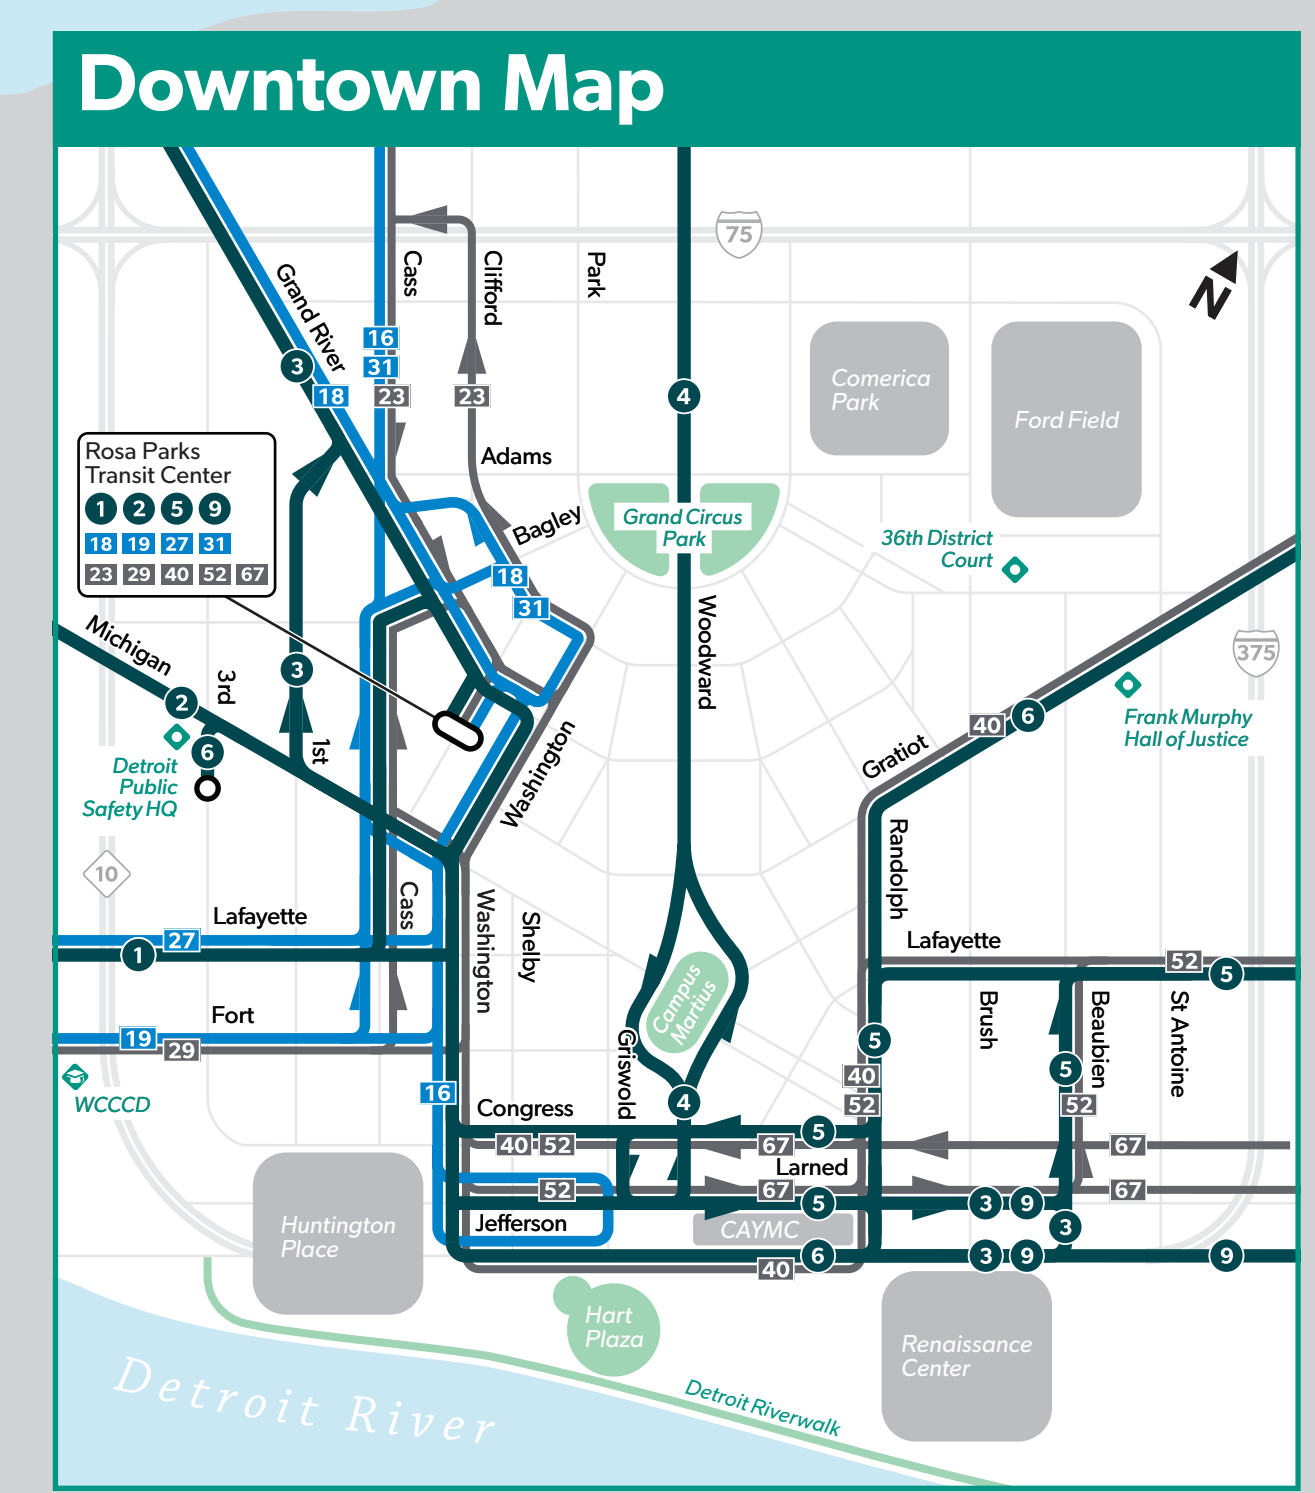 Downtown Map
75
Cass
Clifford
Park
Grand River
N
16
31
23
23
3
18
4
Comerica
Park
Ford Field
Rosa Parks
Transit Center
1 2 5 9
18 19 27 31
23 29 40 52 67
Adams
Bagley
Grand Circus
Park
36th District
Court
18
31
Woodward
Michigan
3rd
3
1st
2
6
Detroit
Public
Safety HQ
Washington
375
Frank Murphy
Hall of Justice
40 6
Gratiot
Randolph
10
Cass
Washington
Shelby
Lafayette
27
1
Lafayette
52
5
Campus
Martius
Fort
19
29
Griswold
5
40
52
Brush
5
52
Beaubien
St Antoine
WCCCD
16
Congress
4
5
40 52
67
67
Larned
52
67
67
5
3 9
Jefferson
CAYMC
3
6
3 9
9
40
Huntington
Place
Hart
Plaza
Renaissance
Center
Detroit River
Detroit Riverwalk